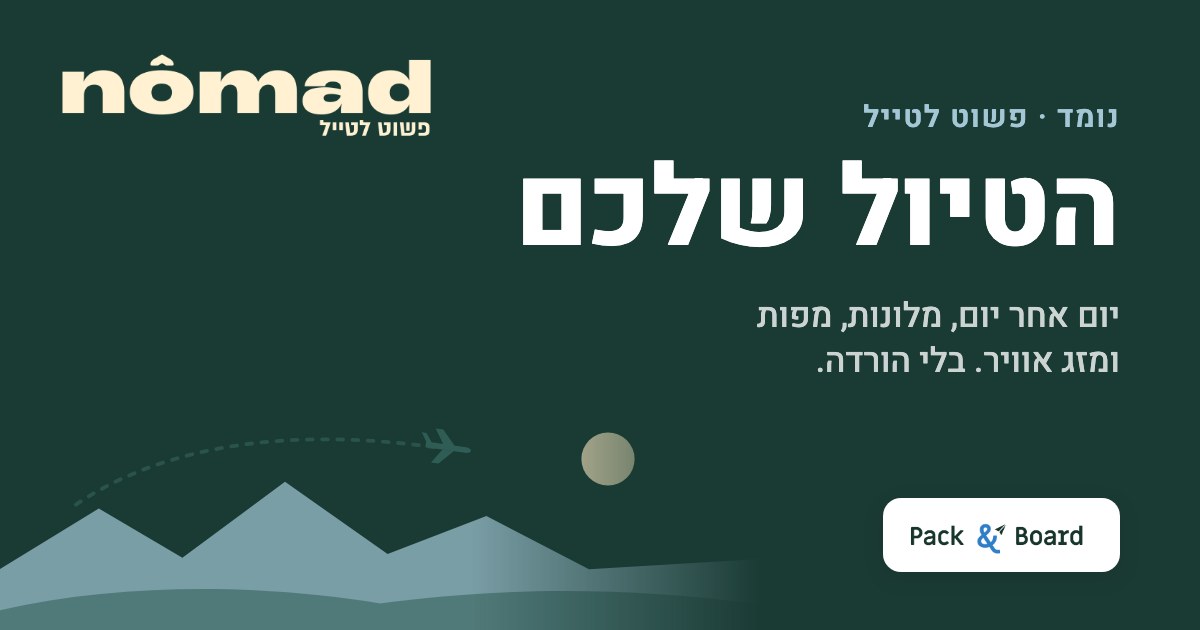 nômad
פשוט לטייל
נומד · פשוט לטייל
הטיול שלכם
יום אחר יום, מלונות, מפות
ומזג אוויר. בלי הורדה.
Pack & Board